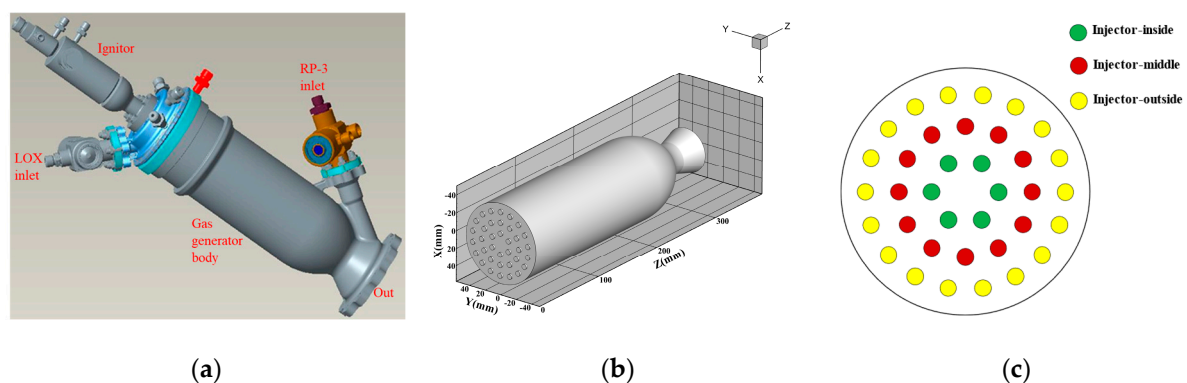 Ignitor
RP-3
inlet
LOX
inlet
Gas
generator
body
Out
Y
Z
X
-40
-20
0
20
40
X(mm)
40
20
0
-20
-40
Y(mm)
0
100
200
300
Z(mm)
Injector-inside
Injector-middle
Injector-outside
(a)
(b)
(c)